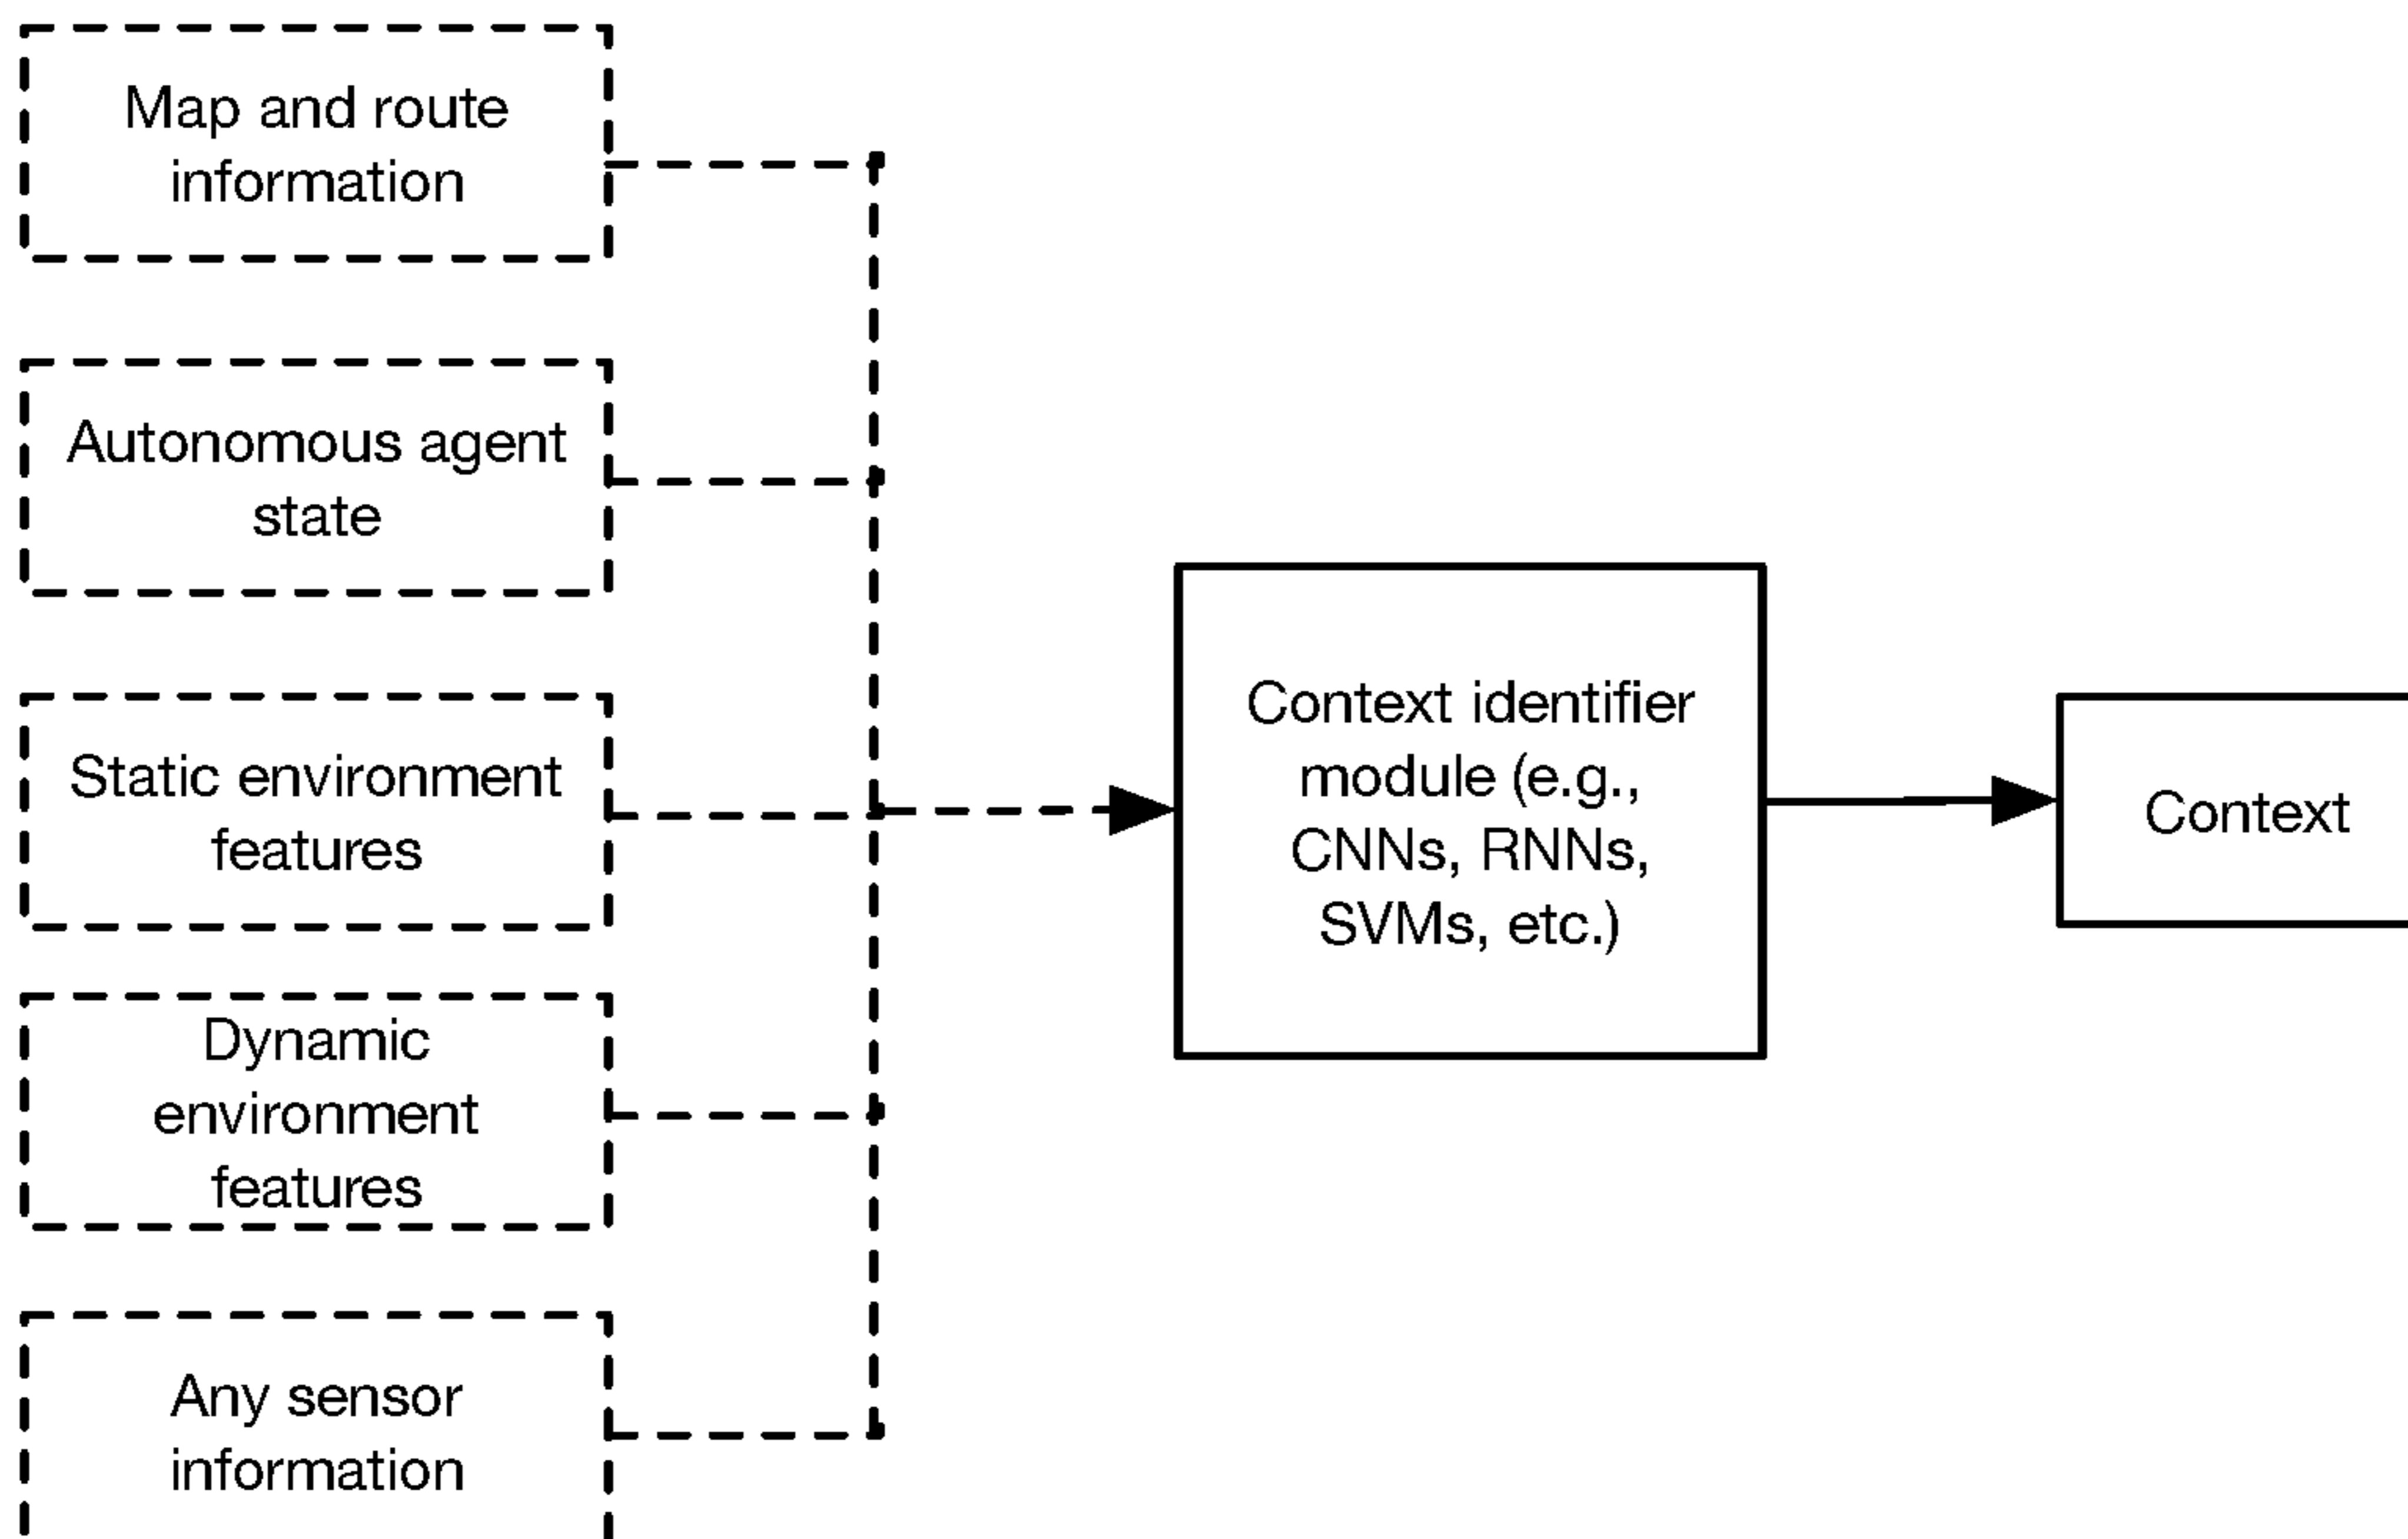 Map and route
information
Autonomous agent
state
Static environment
features
Dynamic
environment
features
Any sensor
information
Context identifier
module (e.g.,
CNNs, RNNs,
SVMs, etc.)
Context